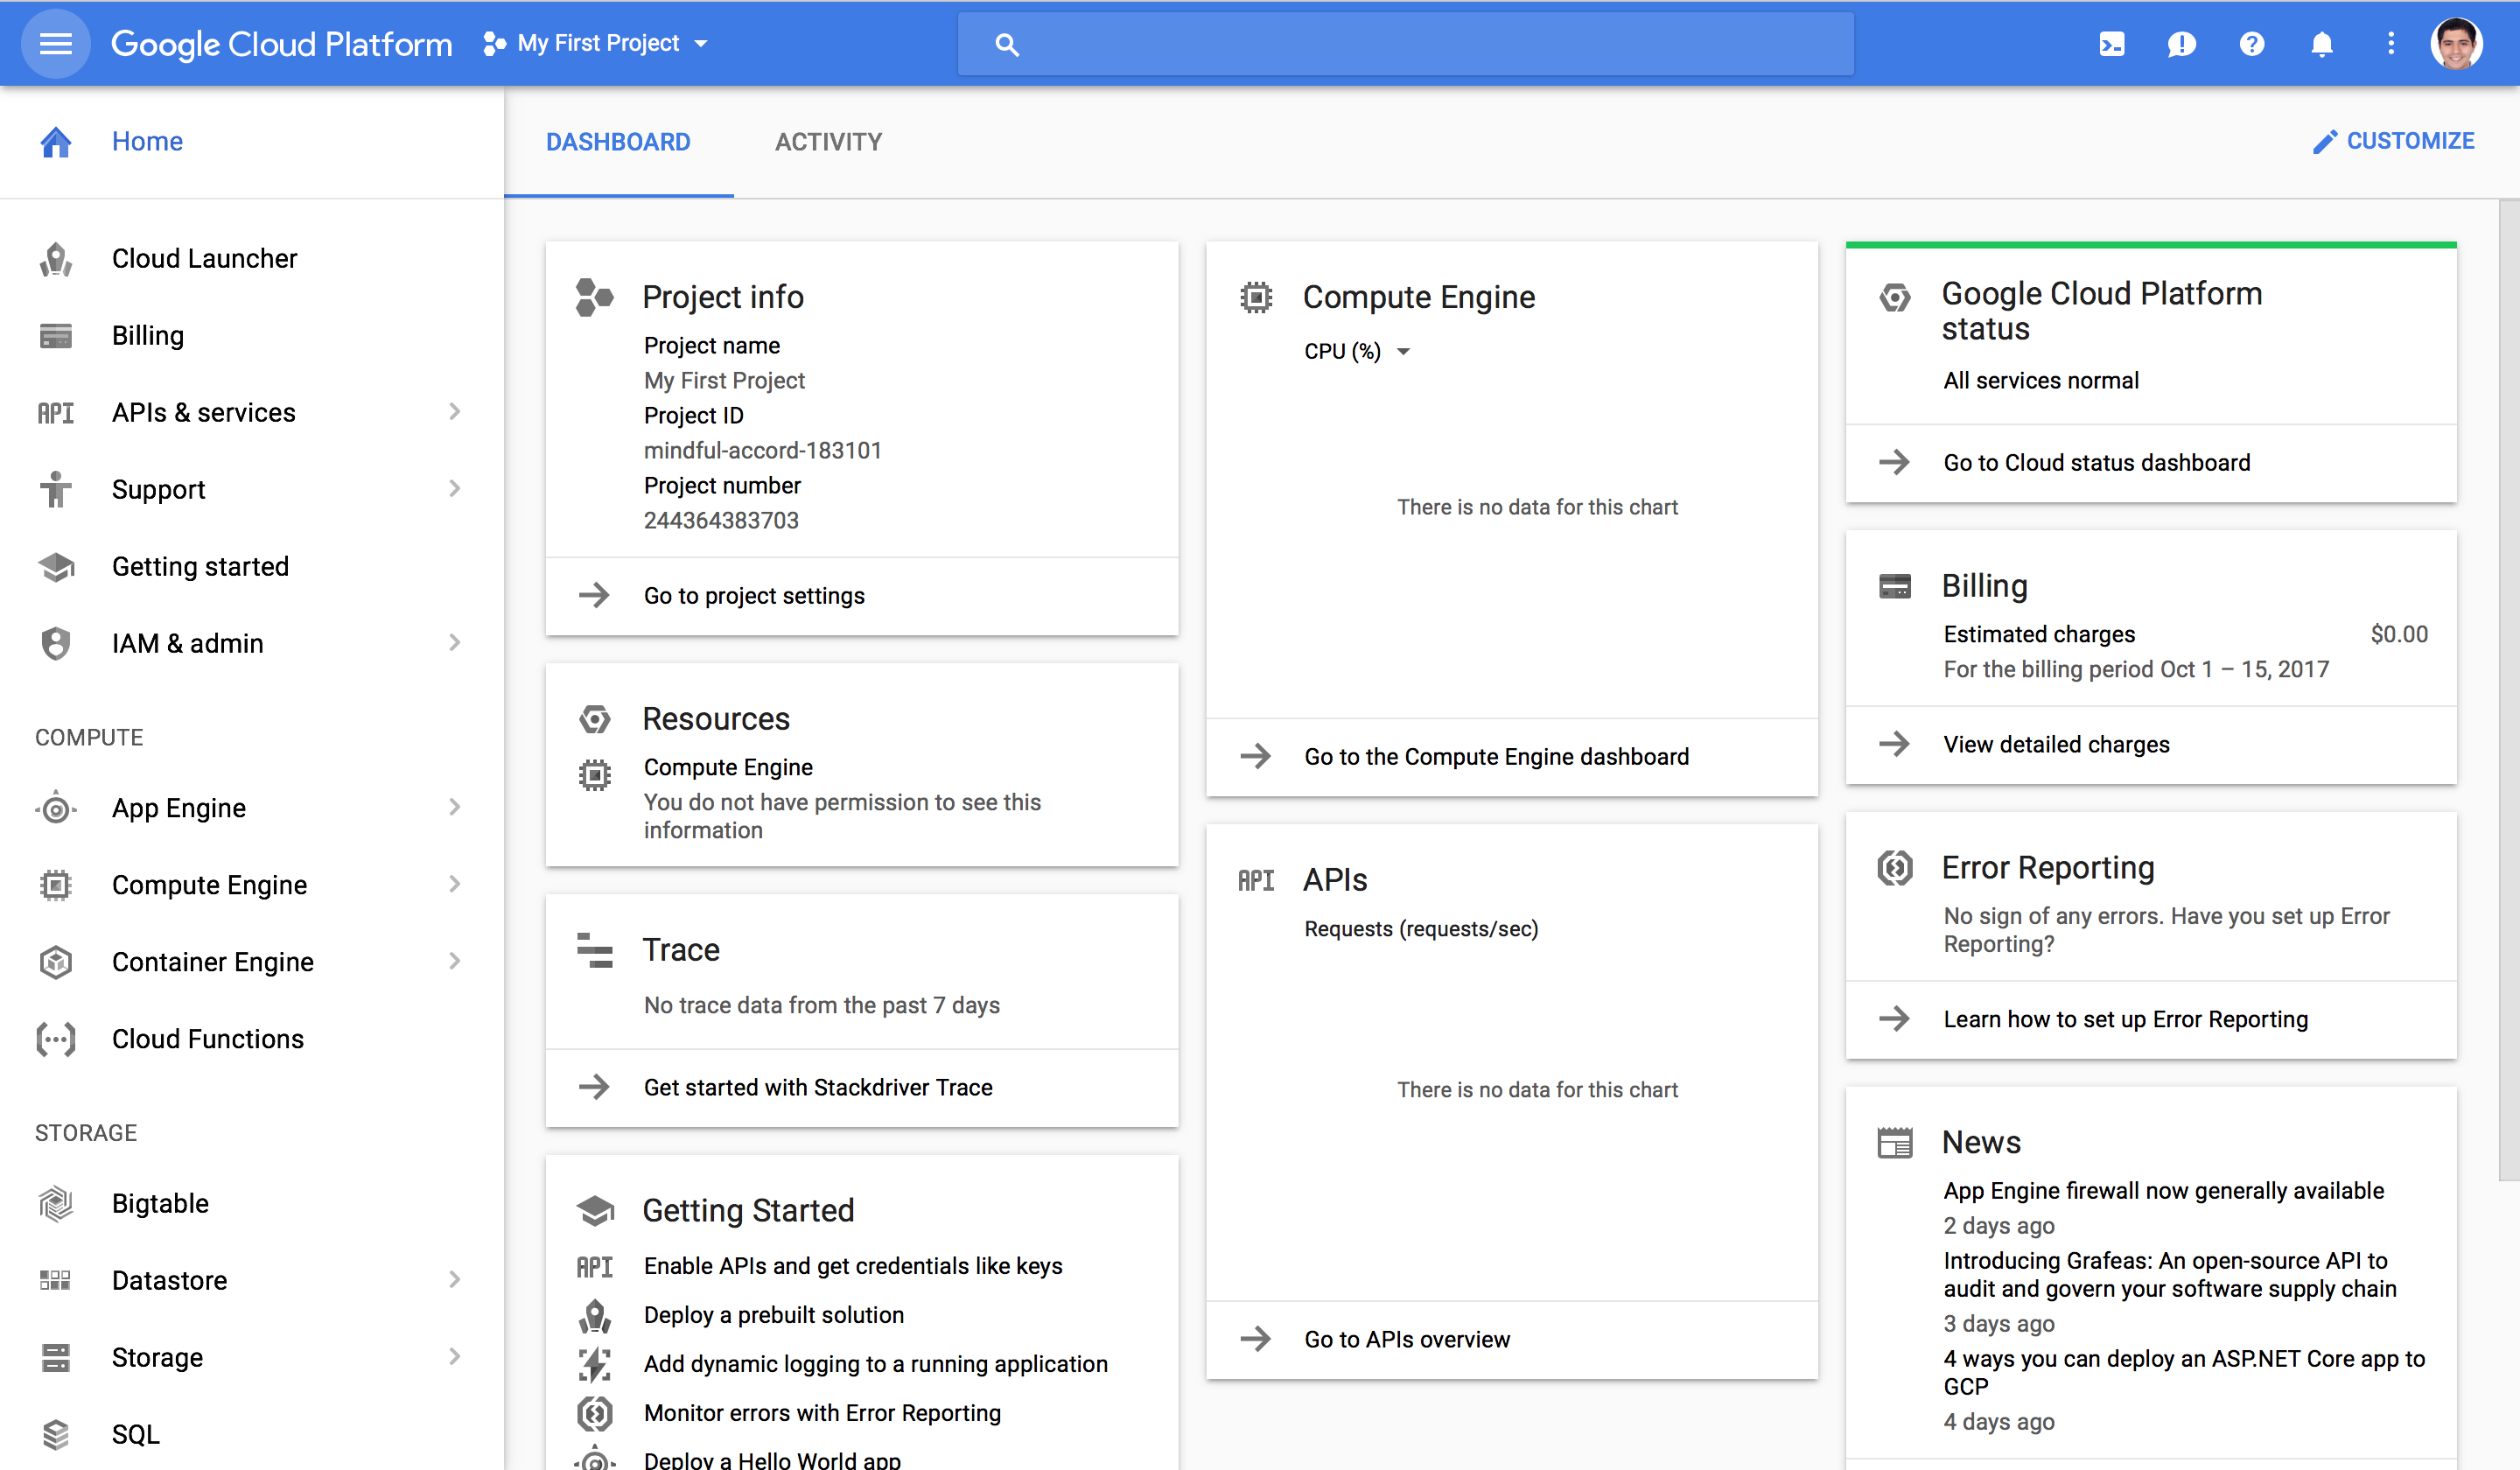 Google Cloud Platform
My First Project
Home
DASHBOARD
ACTIVITY
CUSTOMIZE
Cloud Launcher
Billing
API
APIs & services
Support
Getting started
IAM & admin
COMPUTE
App Engine
Compute Engine
Container Engine
Cloud Functions
STORAGE
Bigtable
Datastore
Storage
SQL
Project info
Project name
My First Project
Project ID
mindful-accord-183101
Project number
244364383703
Go to project settings
Resources
Compute Engine
You do not have permission to see this
information
Trace
No trace data from the past 7 days
Get started with Stackdriver Trace
Getting Started
API
Enable APIs and get credentials like keys
Deploy a prebuilt solution
Add dynamic logging to a running application
Monitor errors with Error Reporting
Deploy a Hello World app
Compute Engine
CPU (%)
There is no data for this chart
Go to the Compute Engine dashboard
API
APIs
Requests (requests/sec)
There is no data for this chart
Go to APIs overview
Google Cloud Platform
status
All services normal
Go to Cloud status dashboard
Billing
Estimated charges $0.00
For the billing period Oct 1 – 15, 2017
View detailed charges
Error Reporting
No sign of any errors. Have you set up Error
Reporting?
Learn how to set up Error Reporting
News
App Engine firewall now generally available
2 days ago
Introducing Grafeas: An open-source API to
audit and govern your software supply chain
3 days ago
4 ways you can deploy an ASP.NET Core app to
GCP
4 days ago